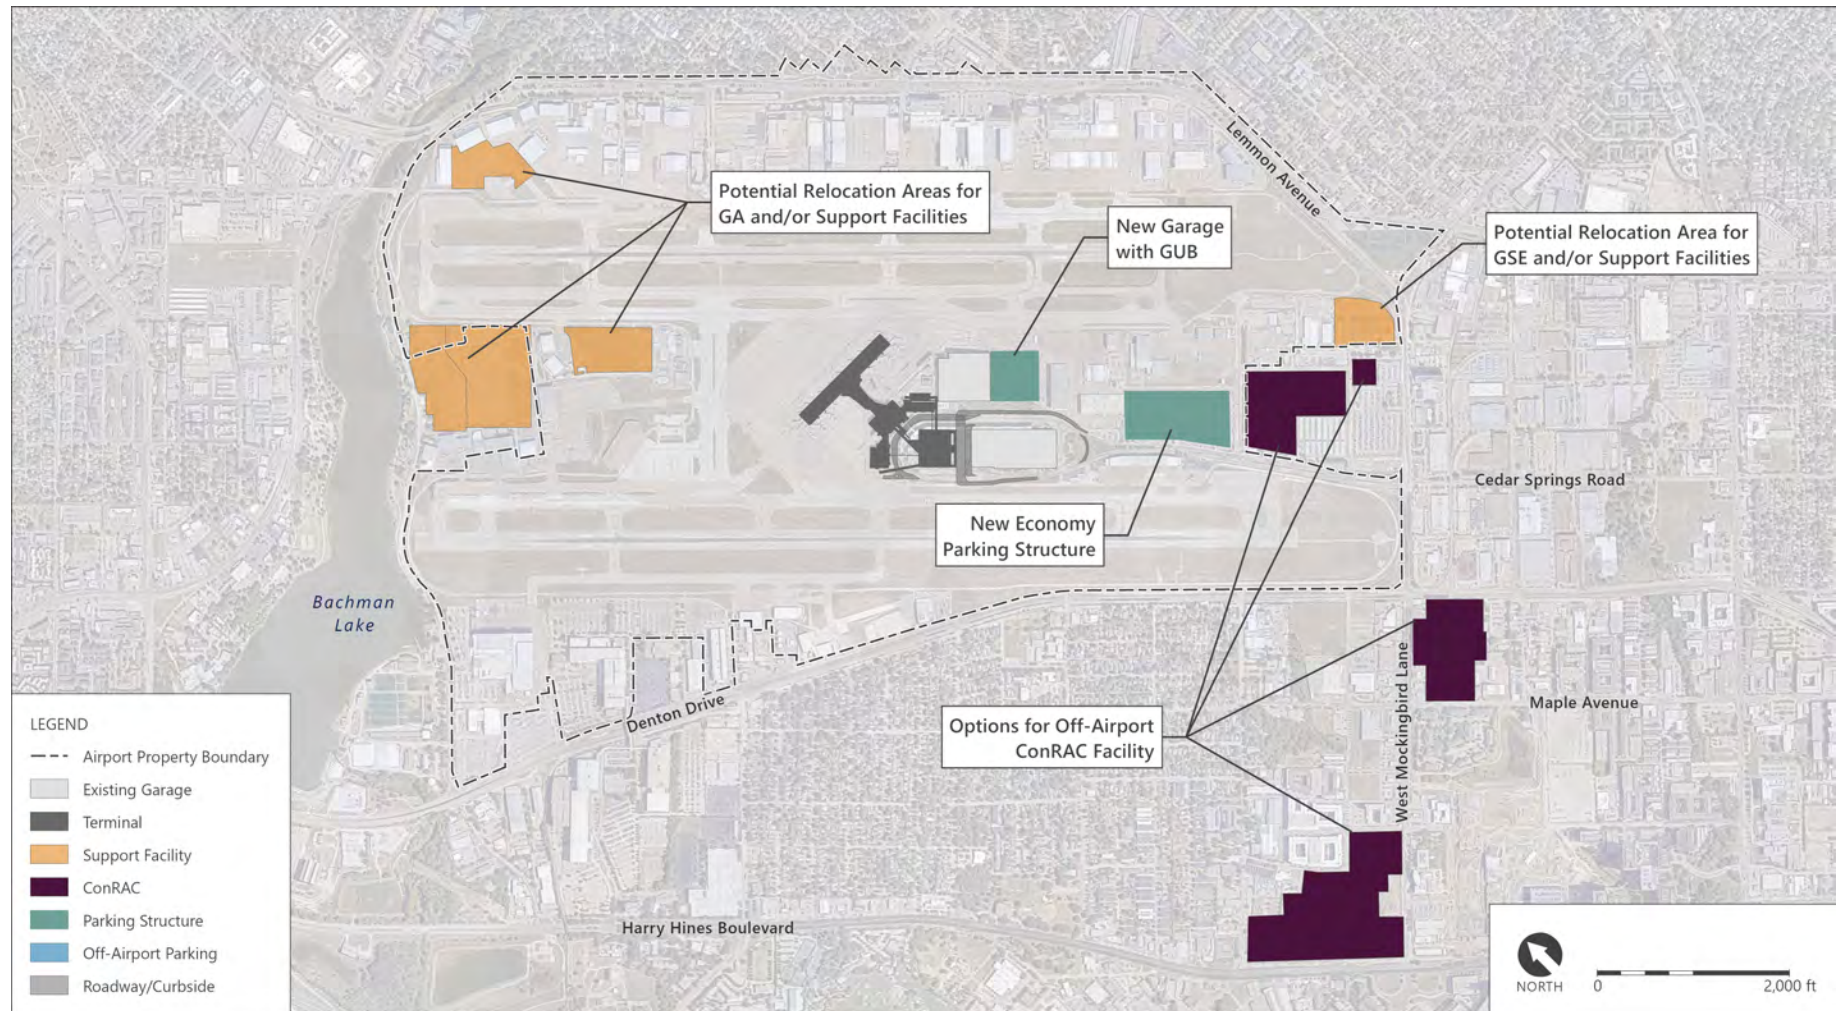 Lemmon Avenue
Potential Relocation Areas for
GA and/or Support Facilities
New Garage
with GUB
Potential Relocation Area for
GSE and/or Support Facilities
Cedar Springs Road
New Economy
Parking Structure
Bachman
Lake
Denton Drive
West Mockingbird Lane
Maple Avenue
Options for Off-Airport
ConRAC Facility
Harry Hines Boulevard
LEGEND
Airport Property Boundary
Existing Garage
Terminal
Support Facility
ConRAC
Parking Structure
Off-Airport Parking
Roadway/Curbside
NORTH
0
2,000 ft